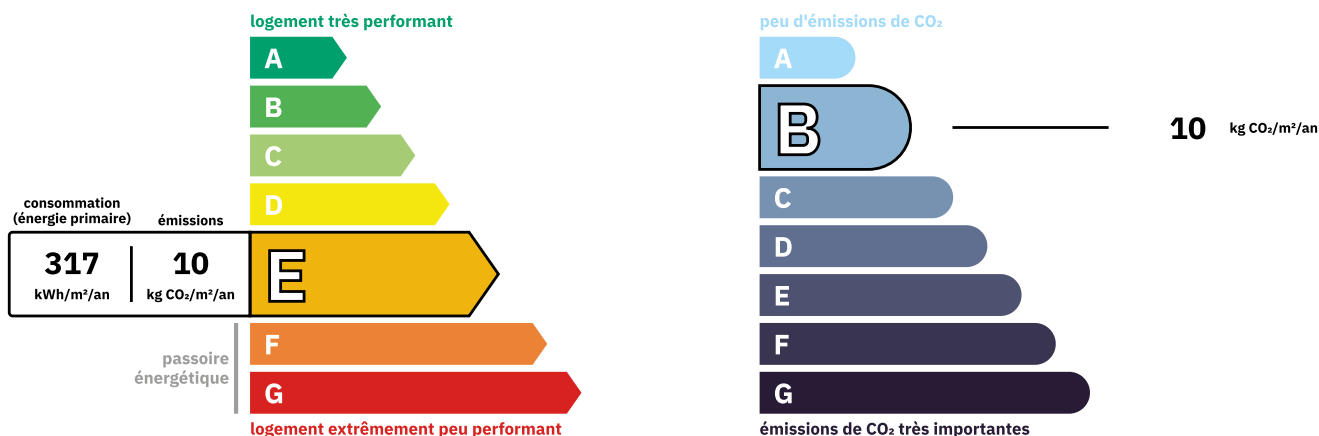 logement très performant
A
B
C
D
consommation
(énergie primaire)
émissions
317
kWh/m²/an
10
kg CO₂/m²/an
E
passoire
énergétique
F
G
logement extrêmement peu performant
peu d'émissions de CO₂
A
B
10 kg CO₂/m²/an
C
D
E
F
G
émissions de CO₂ très importantes